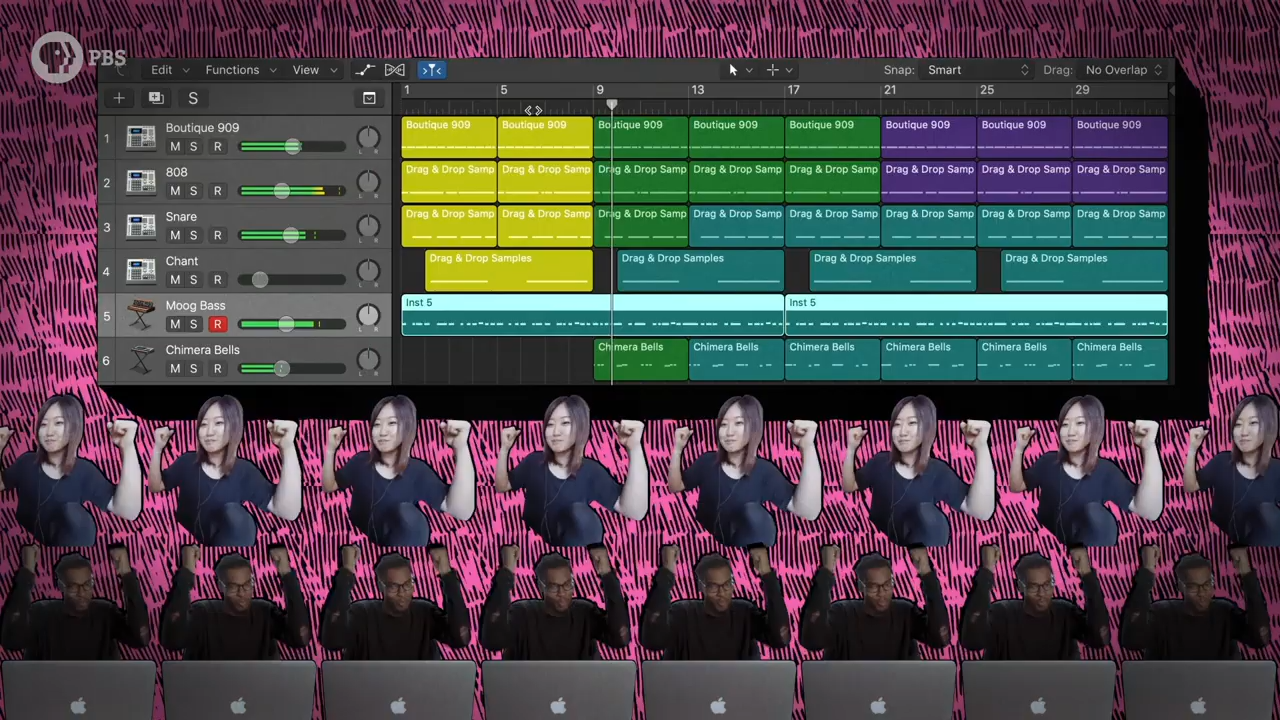 PBS
Edit Functions View Snap: Smart Drag: No Overlap
S 1 5 9 13 17 21 25 29
1 Boutique 909 Boutique 909 Boutique 909 Boutique 909 Boutique 909 Boutique 909 Boutique 909 Boutique 909 Boutique 909
M S R L R
2 808 Drag & Drop Samp Drag & Drop Samp Drag & Drop Samp Drag & Drop Samp Drag & Drop Samp Drag & Drop Samp Drag & Drop Samp Drag & Drop Samp
M S R L R
3 Snare Drag & Drop Samp Drag & Drop Samp Drag & Drop Samp Drag & Drop Samp Drag & Drop Samp Drag & Drop Samp Drag & Drop Samp Drag & Drop Samp
M S R L R
4 Chant Drag & Drop Samples Drag & Drop Samples Drag & Drop Samples Drag & Drop Samples
M S R L R
5 Moog Bass Inst 5 Inst 5
M S R L R
6 Chimera Bells Chimera Bells Chimera Bells Chimera Bells Chimera Bells Chimera Bells Chimera Bells
M S R L R